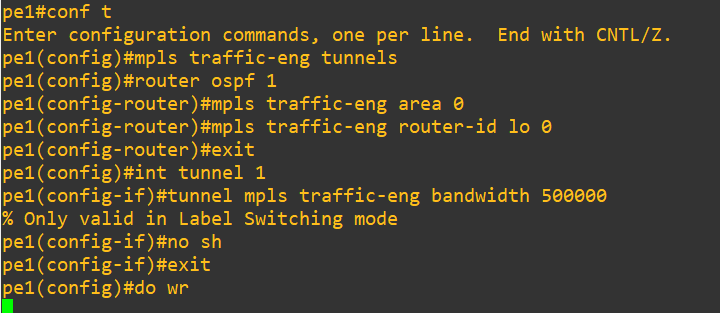 pe1#conf t
Enter configuration commands, one per line.  End with CNTL/Z.
pe1(config)#mpls traffic-eng tunnels
pe1(config)#router ospf 1
pe1(config-router)#mpls traffic-eng area 0
pe1(config-router)#mpls traffic-eng router-id lo 0
pe1(config-router)#exit
pe1(config)#int tunnel 1
pe1(config-if)#tunnel mpls traffic-eng bandwidth 500000
% Only valid in Label Switching mode
pe1(config-if)#no sh
pe1(config-if)#exit
pe1(config)#do wr